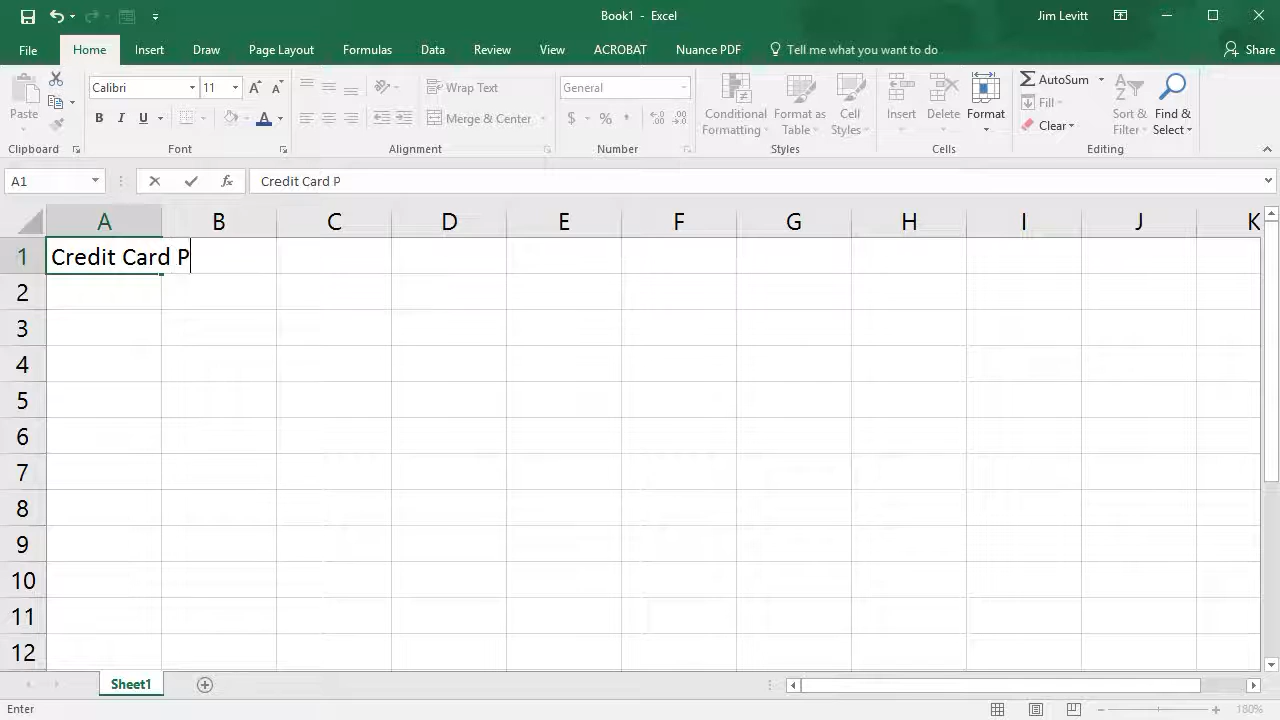 Book1 - Excel
Jim Levitt
File Home Insert Draw Page Layout Formulas Data Review View ACROBAT Nuance PDF Tell me what you want to do Share
Calibri 11 Wrap Text General AutoSum
Paste Conditional Formatting Format as Table Cell Styles Insert Delete Format Fill Sort & Filter Find & Select
B I U Merge & Center $ % Clear
Clipboard Font Alignment Number Styles Cells Editing
A1 fx Credit Card P
A B C D E F G H I J K
1 Credit Card P
2
3
4
5
6
7
8
9
10
11
12
Sheet1
Enter 180%